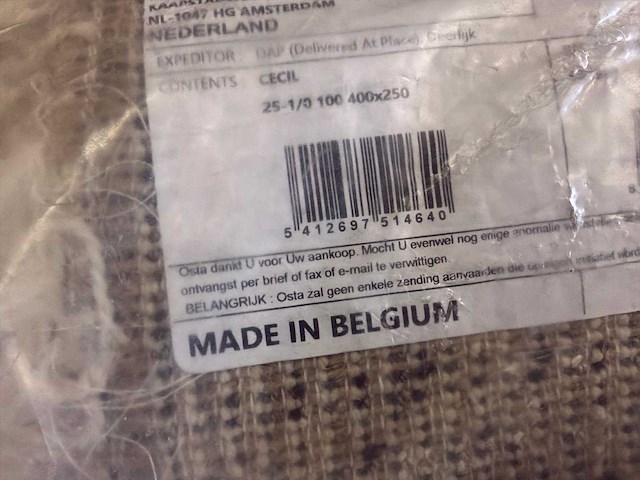 NL-1047 HG AMSTERDAM
NEDERLAND
EXPEDITOR DAP (Delivered At Place)
CONTENTS CECIL
25-1/0 100 400x250
5 412697 514640
Osta dankt U voor Uw aankoop. Mocht U evenwel nog enige anomalie
ontvangst per brief of fax of e-mail te verwittigen
BELANGRIJK : Osta zal geen enkele zending aanvaarden die
MADE IN BELGIUM